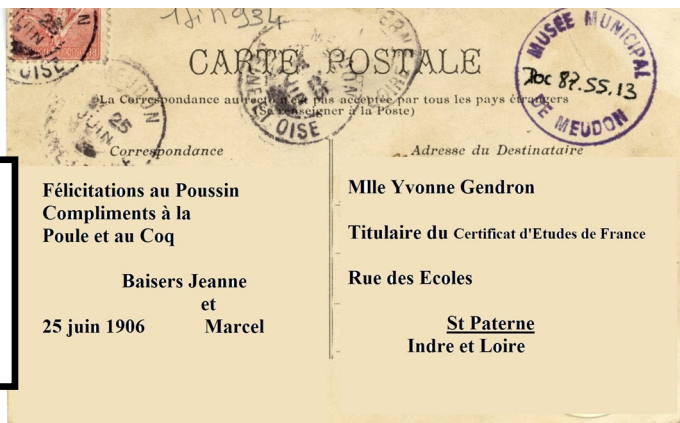 CARTE POSTALE
MUSEE MUNICIPAL
Doc 87.55.13
DE MEUDON
La Correspondance au recto n'est pas acceptée par tous les pays étrangers
(Se renseigner à la Poste)
25
JUIN
OISE
Correspondance
Adresse du Destinataire
Félicitations au Poussin
Compliments à la
Poule et au Coq
Baisers Jeanne
et
25 juin 1906 Marcel
Mlle Yvonne Gendron
Titulaire du Certificat d'Etudes de France
Rue des Ecoles
St Paterne
Indre et Loire